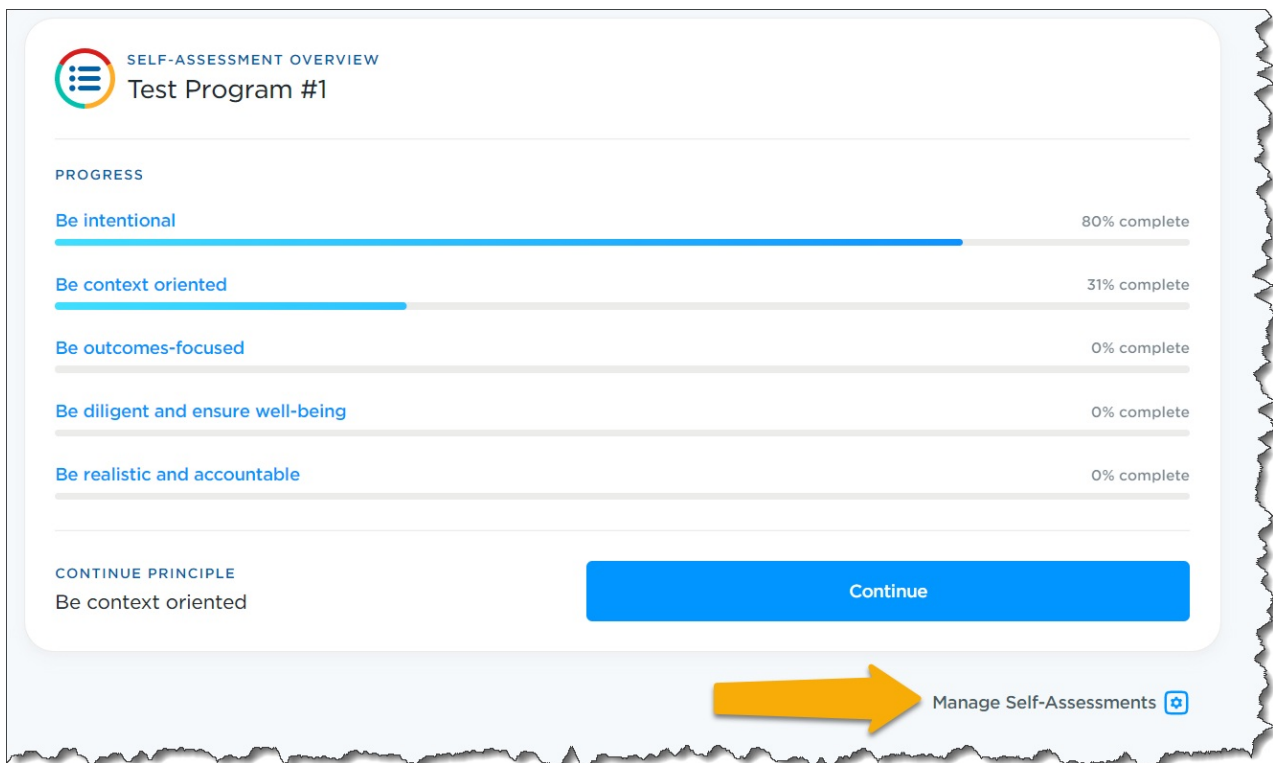 SELF-ASSESSMENT OVERVIEW
Test Program #1
PROGRESS
Be intentional
80% complete
Be context oriented
31% complete
Be outcomes-focused
0% complete
Be diligent and ensure well-being
0% complete
Be realistic and accountable
0% complete
CONTINUE PRINCIPLE
Be context oriented
Continue
Manage Self-Assessments